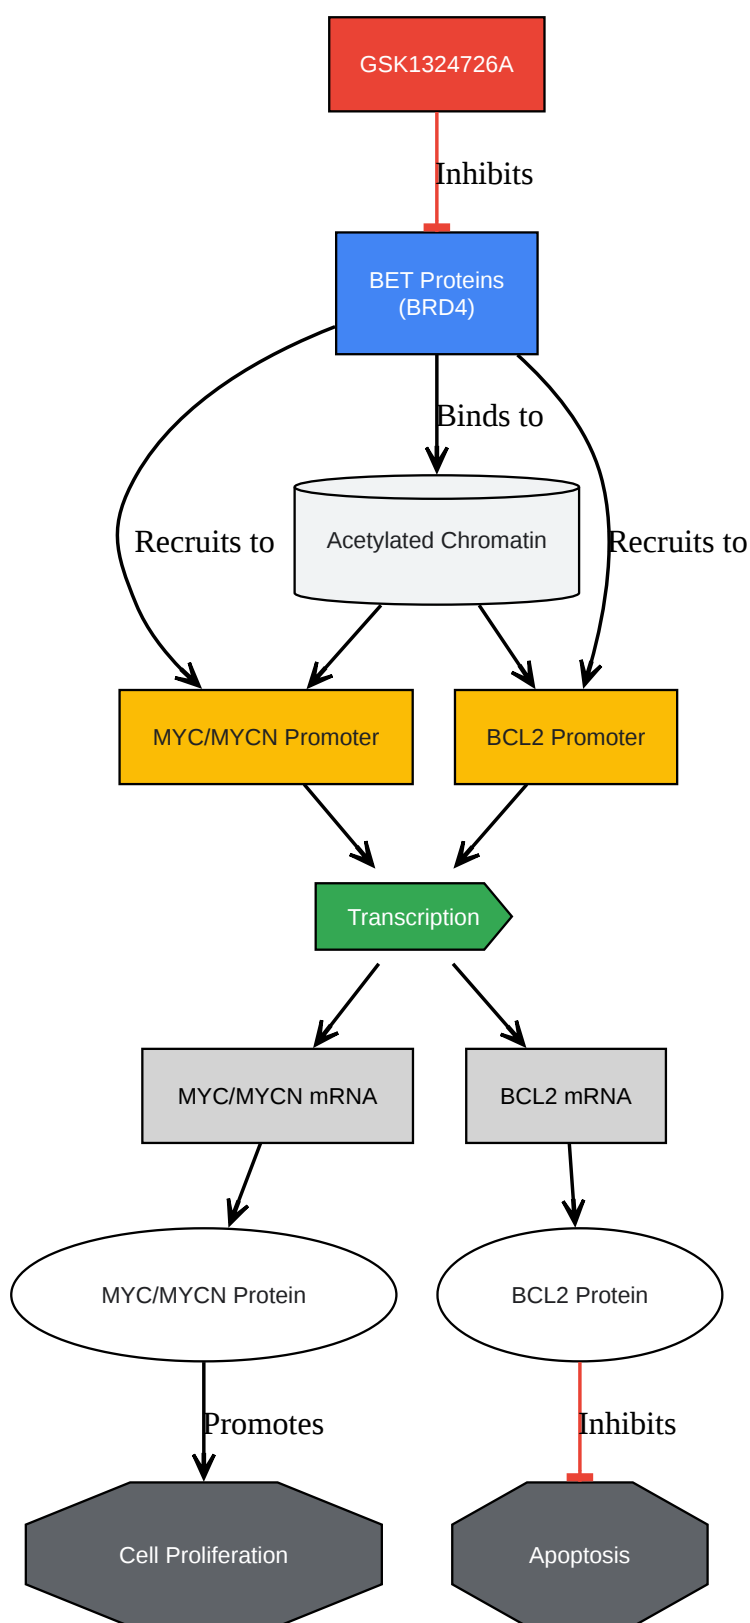 GSK1324726A
Inhibits
BET Proteins
(BRD4)
Binds to
Recruits to
Acetylated Chromatin
Recruits to
MYC/MYCN Promoter
BCL2 Promoter
Transcription
MYC/MYCN mRNA
BCL2 mRNA
MYC/MYCN Protein
BCL2 Protein
Promotes
Inhibits
Cell Proliferation
Apoptosis